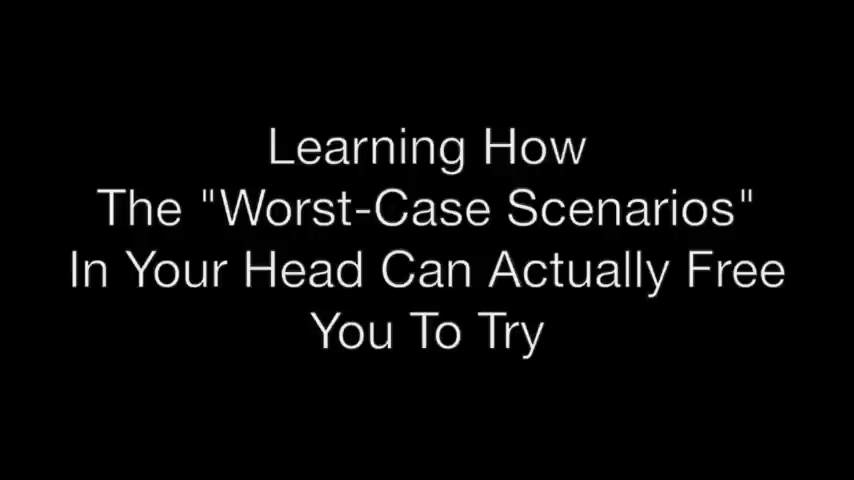 Learning How
The "Worst-Case Scenarios"
In Your Head Can Actually Free
You To Try